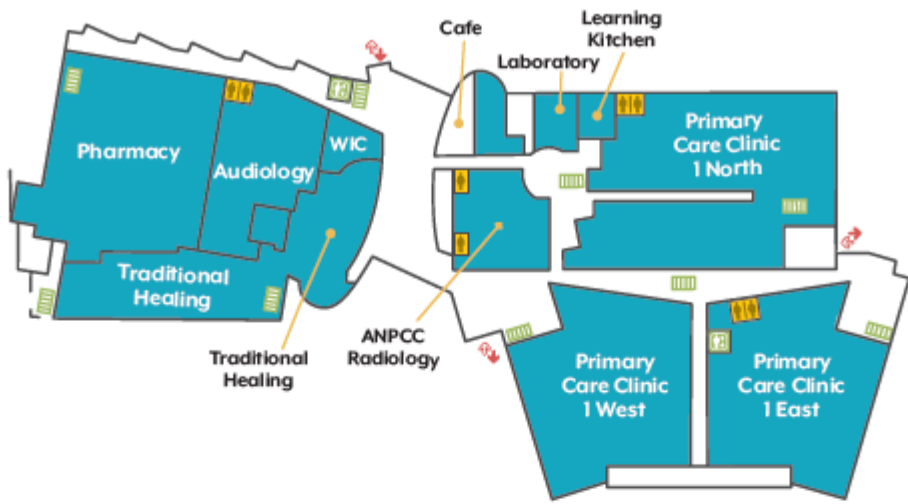 Cafe
Learning
Kitchen
Laboratory
Primary
Care Clinic
1 North
Pharmacy
WIC
Audiology
Traditional
Healing
Traditional
Healing
ANPCC
Radiology
Primary
Care Clinic
1 West
Primary
Care Clinic
1 East